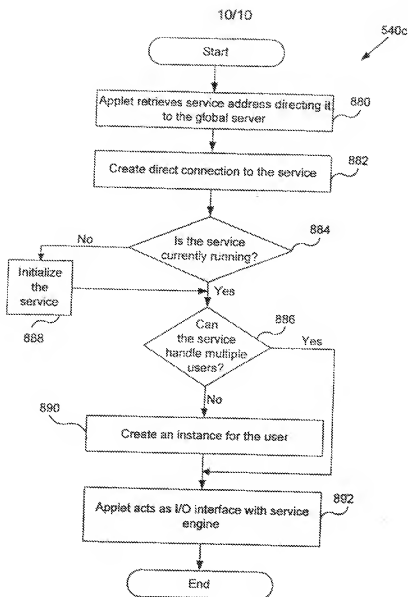 10/10
540c
Start
Applet retrieves service address directing it
to the global server
880
Create direct connection to the service
882
Is the service
currently running?
884
No
Initialize
the
service
888
Yes
Can
the service
handle multiple
users?
886
Yes
No
890
Create an instance for the user
Applet acts as I/O interface with service
engine
892
End